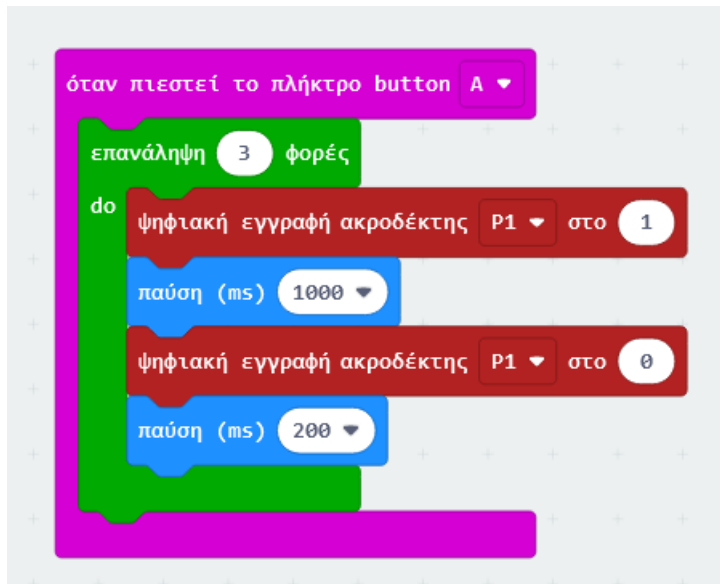 όταν πιεστεί το πλήκτρο button A
επανάληψη 3 φορές
do
ψηφιακή εγγραφή ακροδέκτης P1 στο 1
παύση (ms) 1000
ψηφιακή εγγραφή ακροδέκτης P1 στο 0
παύση (ms) 200